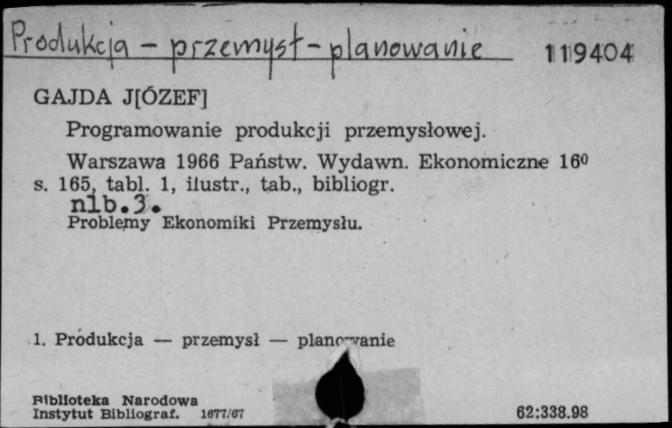 Produkcja – przemysł – planowanie 119404
GAJDA J[ÓZEF]
Programowanie produkcji przemysłowej.
Warszawa 1966 Państw. Wydawn. Ekonomiczne 16⁰
s. 165, tabl. 1, ilustr., tab., bibliogr.
nlb.3.
Problemy Ekonomiki Przemysłu.
1. Produkcja — przemysł — planowanie
Biblioteka Narodowa
Instytut Bibliograf. 1677/67 62:338.98